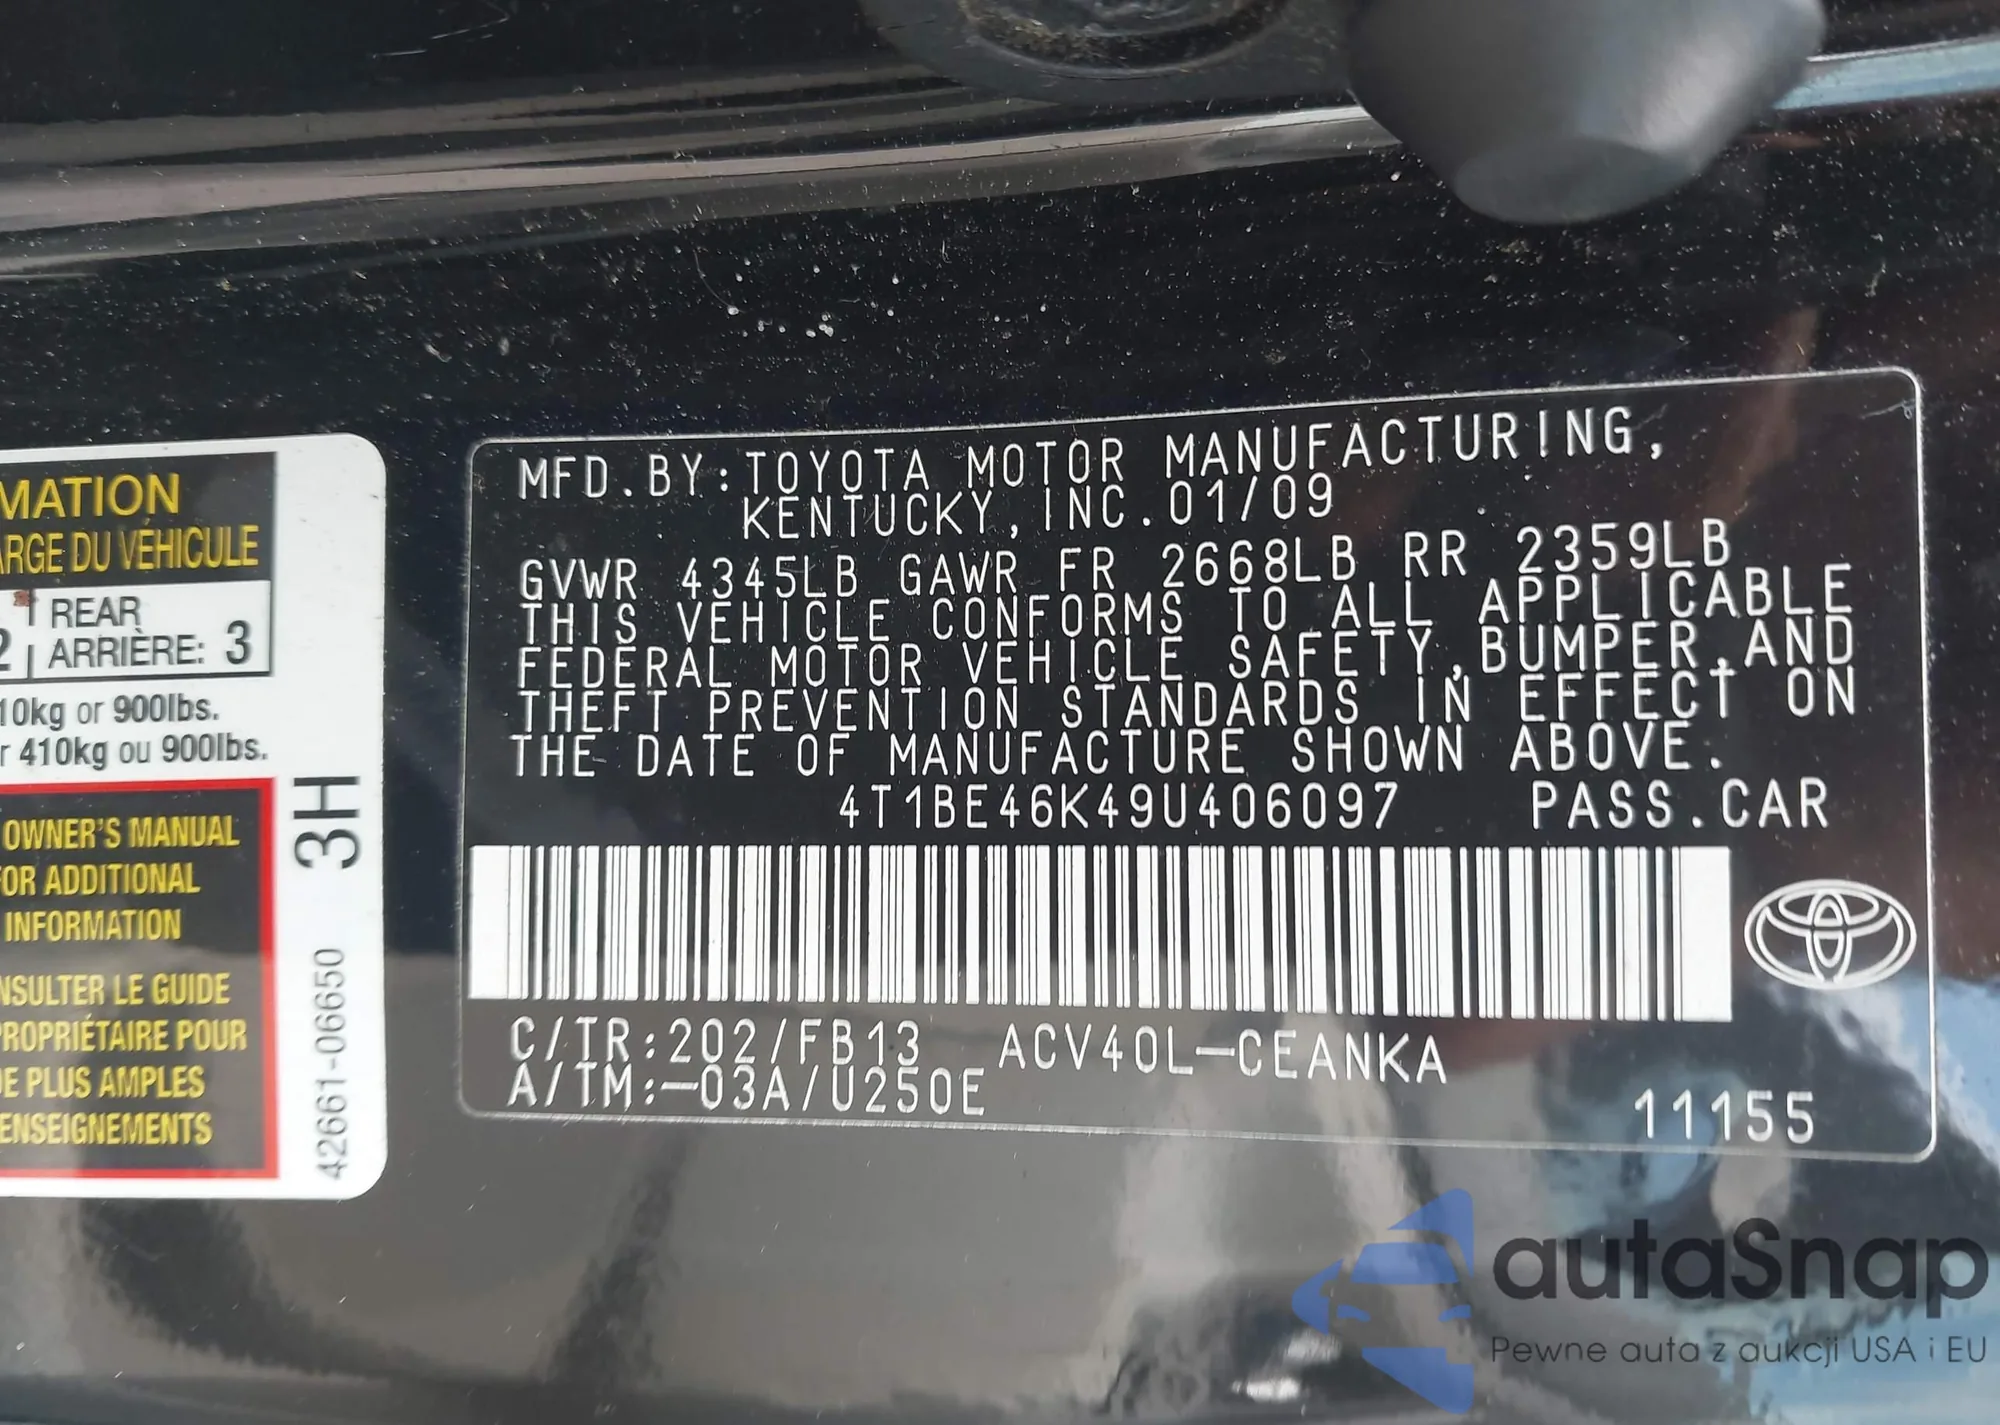 MATION
ARGE DU VÉHICULE
REAR
ARRIÈRE: 3
10kg or 900lbs.
r 410kg ou 900lbs.
OWNER'S MANUAL
FOR ADDITIONAL
INFORMATION
NSULTER LE GUIDE
PROPRIÉTAIRE POUR
DE PLUS AMPLES
ENSEIGNEMENTS
3H
42661-06650
MFD.BY:TOYOTA MOTOR MANUFACTURING,
KENTUCKY,INC.01/09
GVWR 4345LB GAWR FR 2668LB RR 2359LB
THIS VEHICLE CONFORMS TO ALL APPLICABLE
FEDERAL MOTOR VEHICLE SAFETY,BUMPER,AND
THEFT PREVENTION STANDARDS IN EFFECT ON
THE DATE OF MANUFACTURE SHOWN ABOVE.
4T1BE46K49U406097 PASS.CAR
C/TR:202/FB13 ACV40L-CEANKA
A/TM:-03A/U250E
11155
autaSnap
Pewne auta z aukcji USA i EU